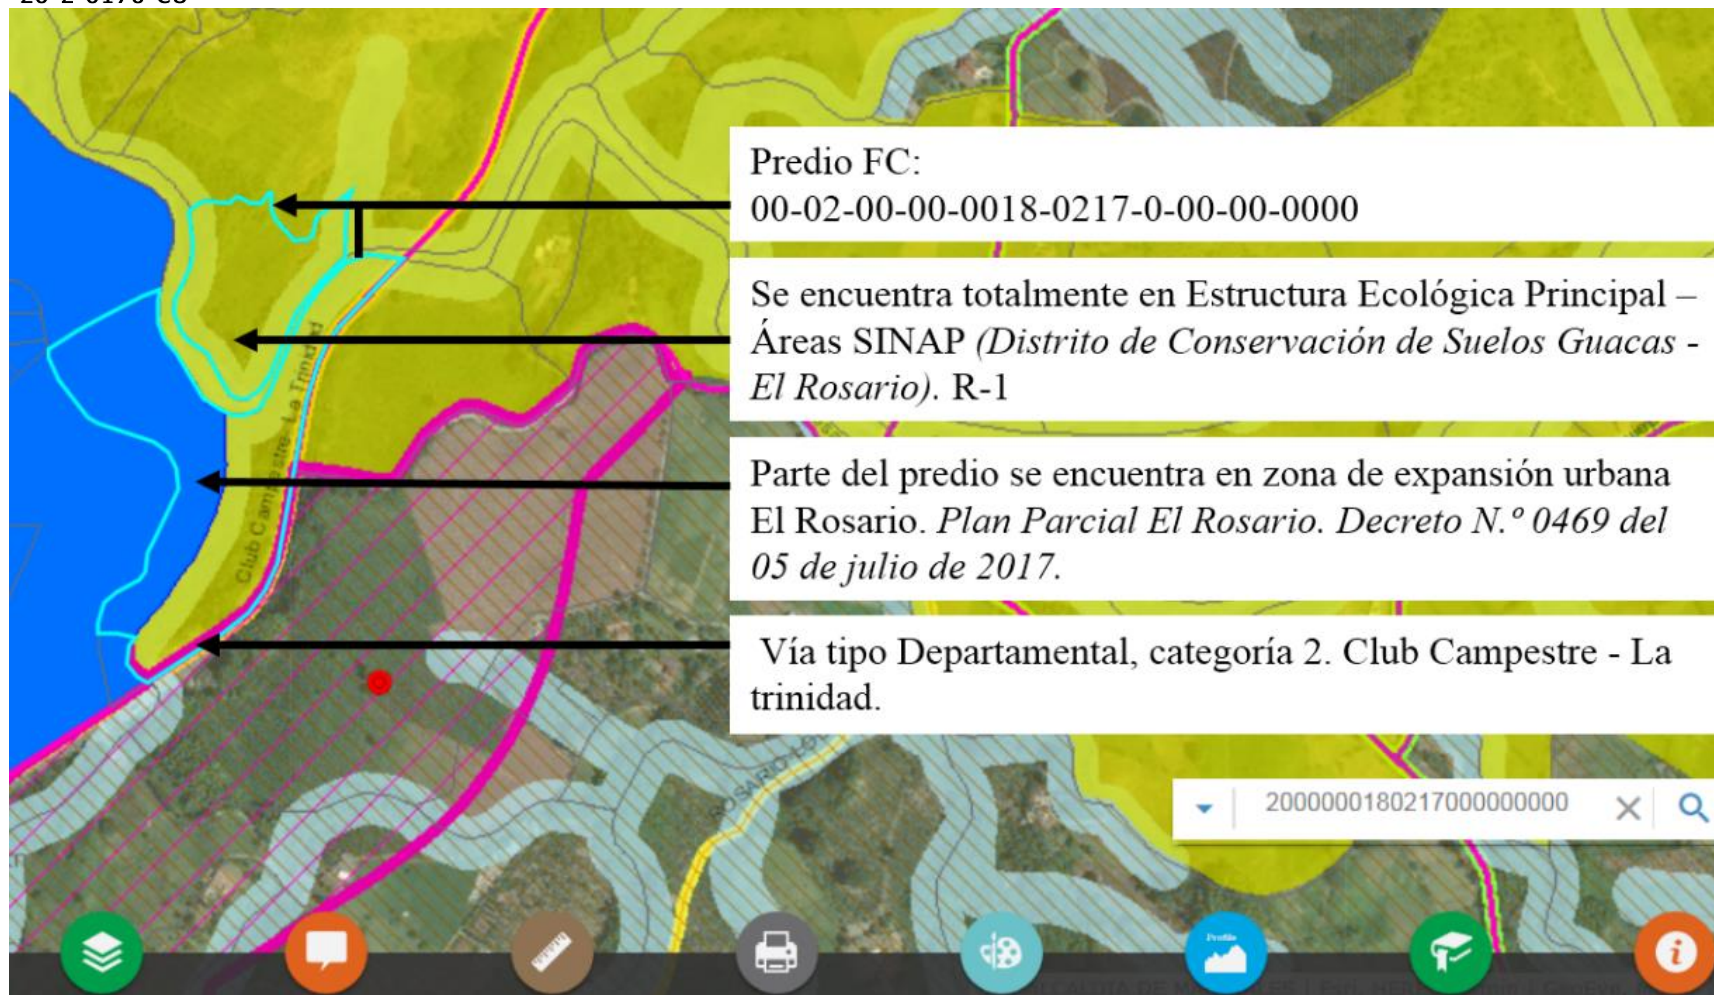 Predio FC:
00-02-00-00-0018-0217-0-00-00-0000
Se encuentra totalmente en Estructura Ecológica Principal –
Áreas SINAP (Distrito de Conservación de Suelos Guacas -
El Rosario). R-1
Parte del predio se encuentra en zona de expansión urbana
El Rosario. Plan Parcial El Rosario. Decreto N.º 0469 del
05 de julio de 2017.
Vía tipo Departamental, categoría 2. Club Campestre - La
trinidad.
Club Campestre- La Trinidad
ROSARIO
2000000180217000000000
Profile